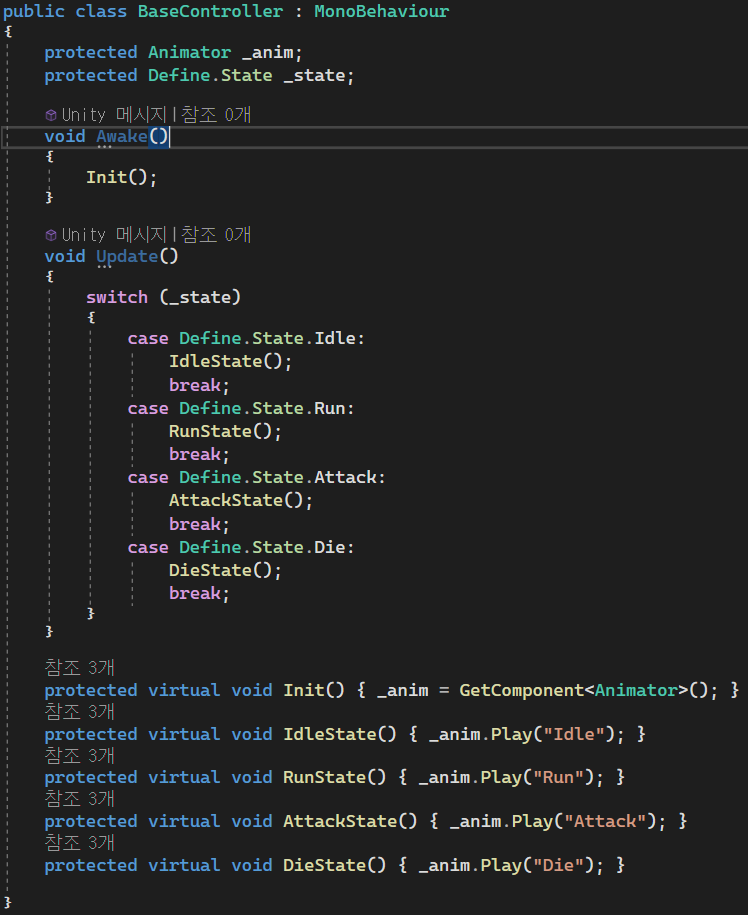 public class BaseController : MonoBehaviour
{
protected Animator _anim;
protected Define.State _state;
Unity 메시지 | 참조 0개
void Awake()
{
Init();
}
Unity 메시지 | 참조 0개
void Update()
{
switch (_state)
{
case Define.State.Idle:
IdleState();
break;
case Define.State.Run:
RunState();
break;
case Define.State.Attack:
AttackState();
break;
case Define.State.Die:
DieState();
break;
}
}
참조 3개
protected virtual void Init() { _anim = GetComponent<Animator>(); }
참조 3개
protected virtual void IdleState() { _anim.Play("Idle"); }
참조 3개
protected virtual void RunState() { _anim.Play("Run"); }
참조 3개
protected virtual void AttackState() { _anim.Play("Attack"); }
참조 3개
protected virtual void DieState() { _anim.Play("Die"); }
}